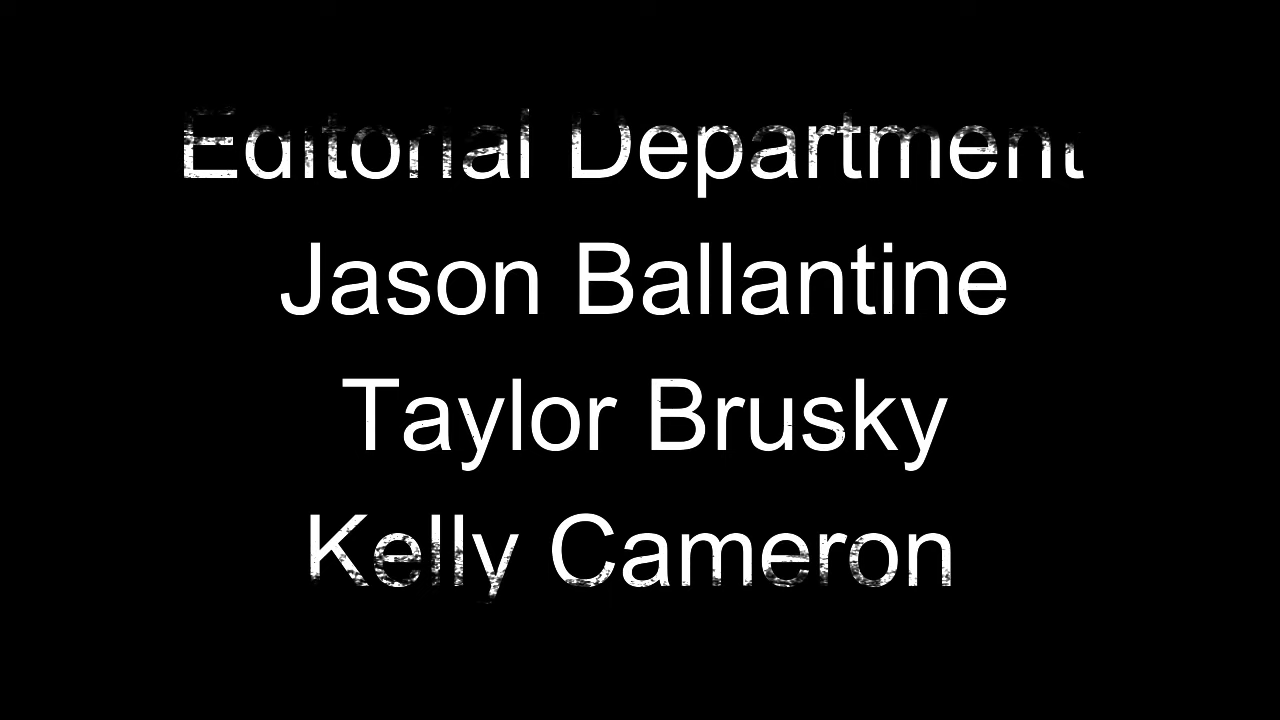 Editorial Department
Jason Ballantine
Taylor Brusky
Kelly Cameron